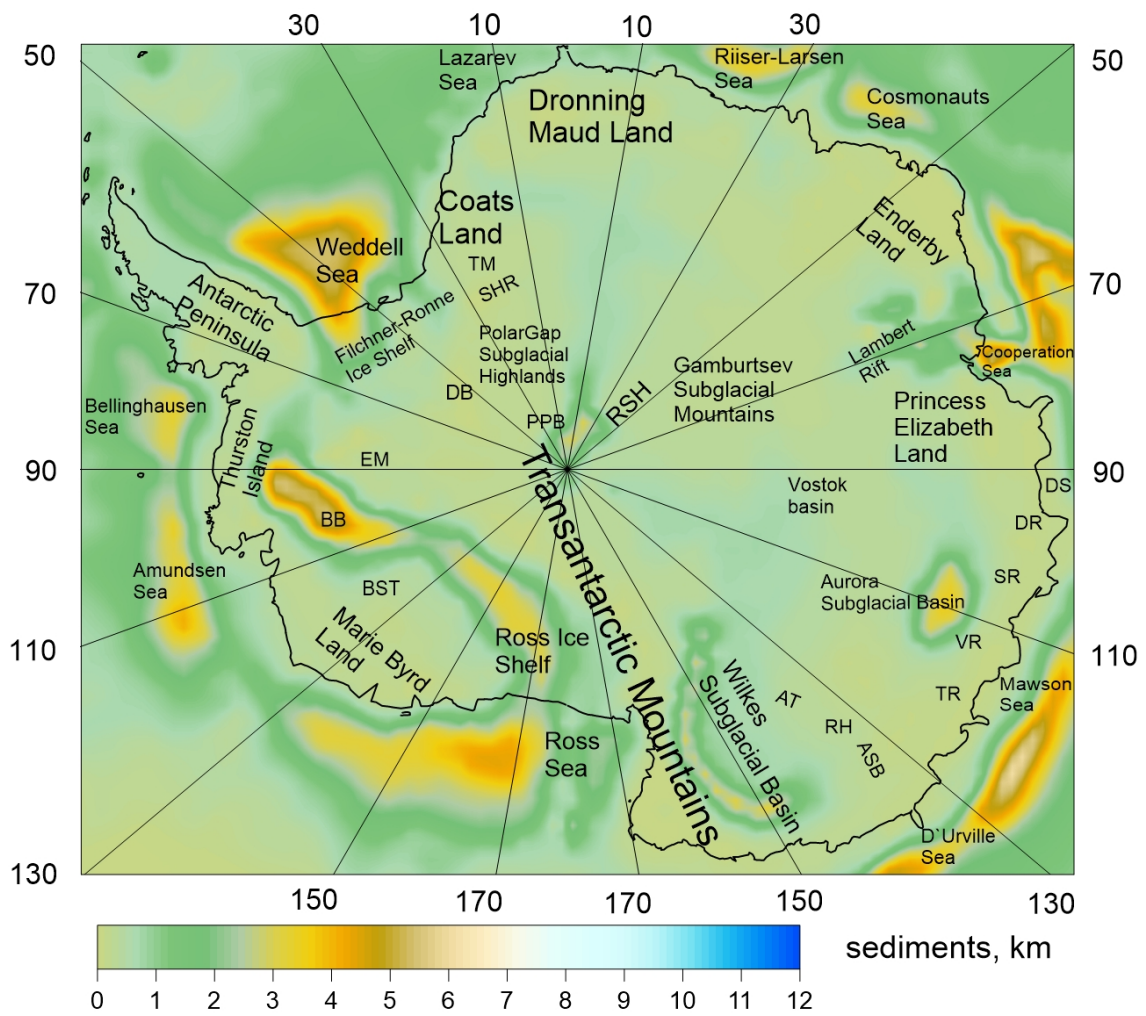 30
10
10
30
50
50
Lazarev
Sea
Riiser-Larsen
Sea
Cosmonauts
Sea
Dronning
Maud Land
Coats
Land
TM
SHR
Enderby
Land
Weddell
Sea
Antarctic
Peninsula
70
70
Filchner-Ronne
Ice Shelf
PolarGap
Subglacial
Highlands
DB
PPB
RSH
Gamburtsev
Subglacial
Mountains
Lambert
Rift
Cooperation
Sea
Princess
Elizabeth
Land
Bellinghausen
Sea
Thurston
Island
90
90
EM
BB
Vostok
basin
DS
DR
SR
Aurora
Subglacial Basin
VR
Amundsen
Sea
BST
Marie Byrd
Land
Ross Ice
Shelf
Transantarctic Mountains
Wilkes
Subglacial Basin
AT
RH
ASB
TR
Mawson
Sea
110
110
Ross
Sea
D`Urville
Sea
130
150
170
170
150
130
sediments, km
0 1 2 3 4 5 6 7 8 9 10 11 12